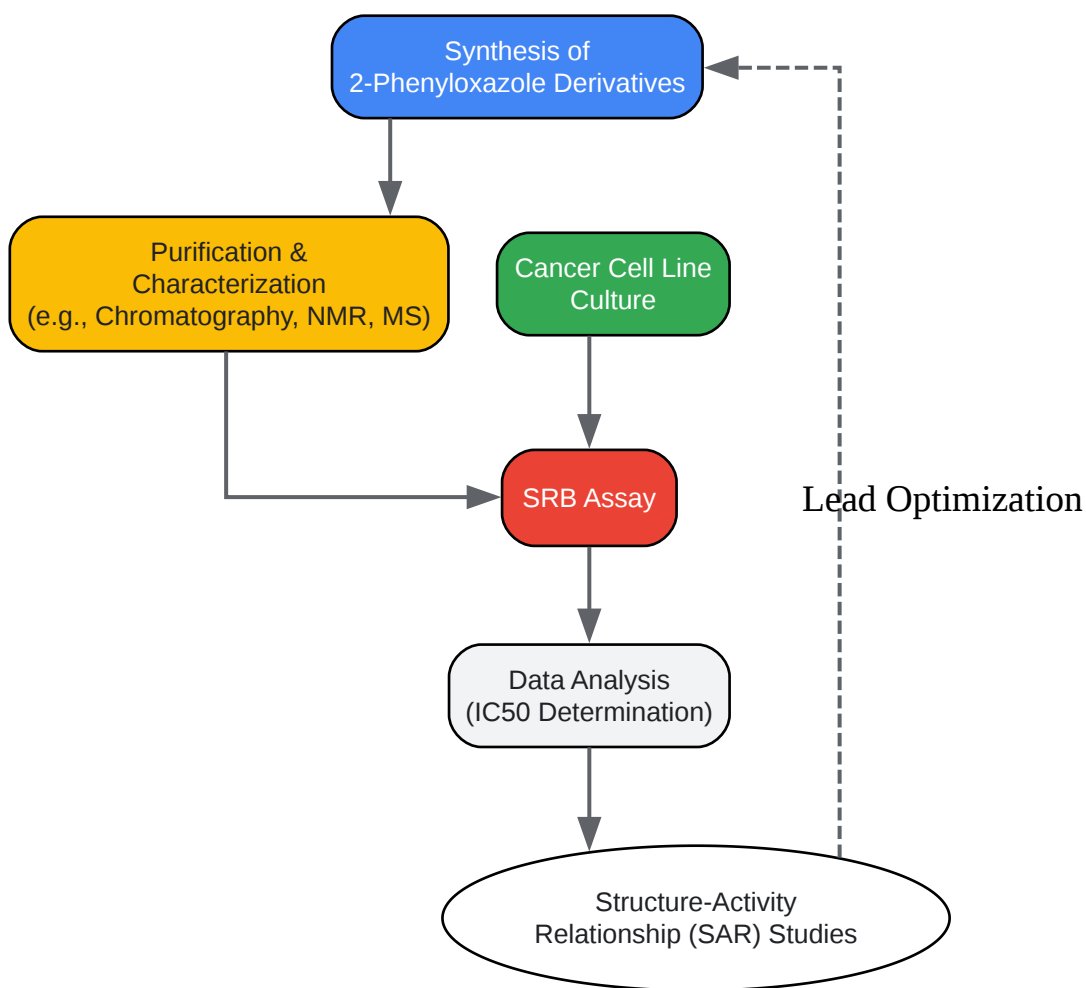 Synthesis of
2-Phenyloxazole Derivatives
Purification &
Characterization
(e.g., Chromatography, NMR, MS)
Cancer Cell Line
Culture
SRB Assay
Lead Optimization
Data Analysis
(IC50 Determination)
Structure-Activity
Relationship (SAR) Studies